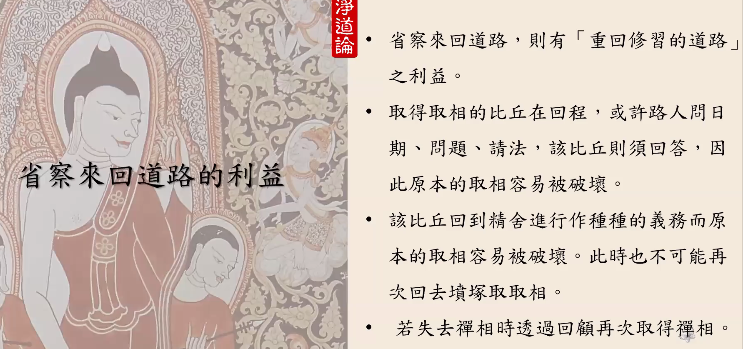 淨道論
省察來回道路的利益
• 省察來回道路,則有「重回修習的道路」
之利益。
• 取得取相的比丘在回程,或許路人問日
期、問題、請法,該比丘則須回答,因
此原本的取相容易被破壞。
• 該比丘回到精舍進行作種種的義務而原
本的取相容易被破壞。此時也不可能再
次回去墳塚取取相。
• 若失去禪相時透過回顧再次取得禪相。